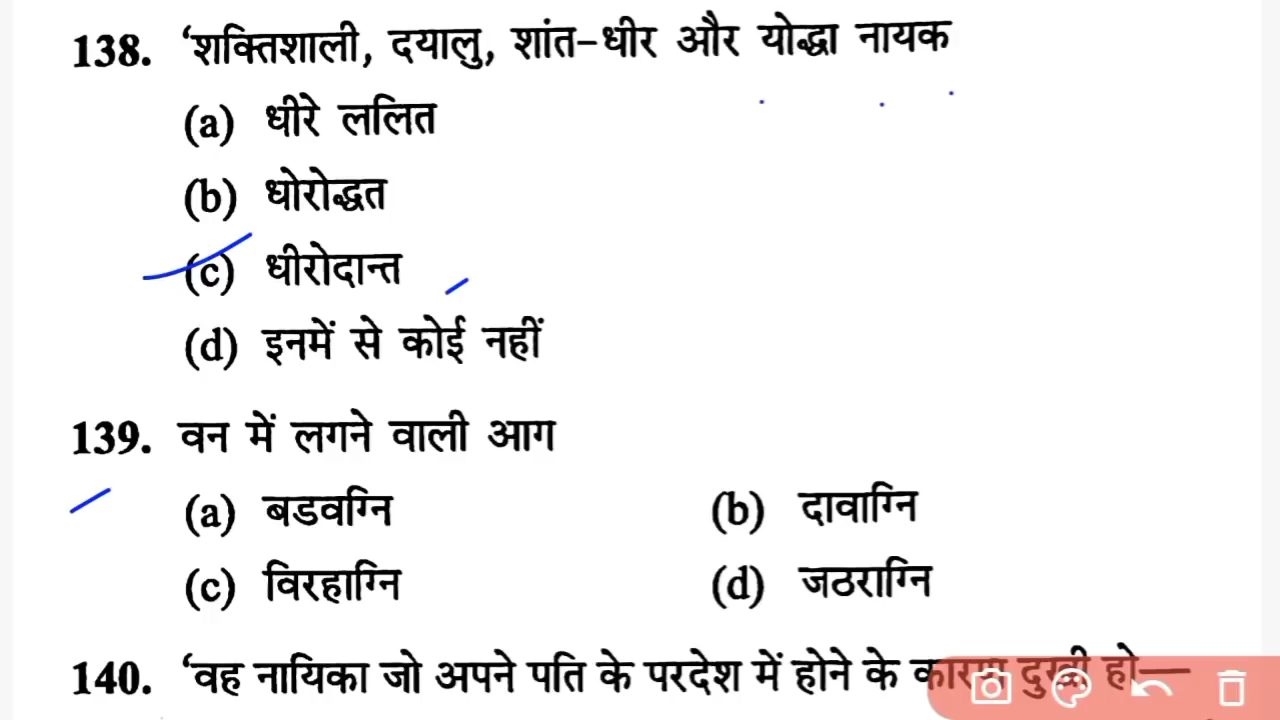 138. 'शक्तिशाली, दयालु, शांत-धीर और योद्धा नायक
(a) धीरे ललित
(b) धोरोद्धत
(c) धीरोदान्त
(d) इनमें से कोई नहीं
139. वन में लगने वाली आग
(a) बडवग्नि (b) दावाग्नि
(c) विरहाग्नि (d) जठराग्नि
140. 'वह नायिका जो अपने पति के परदेश में होने के कारण दुखी हो—